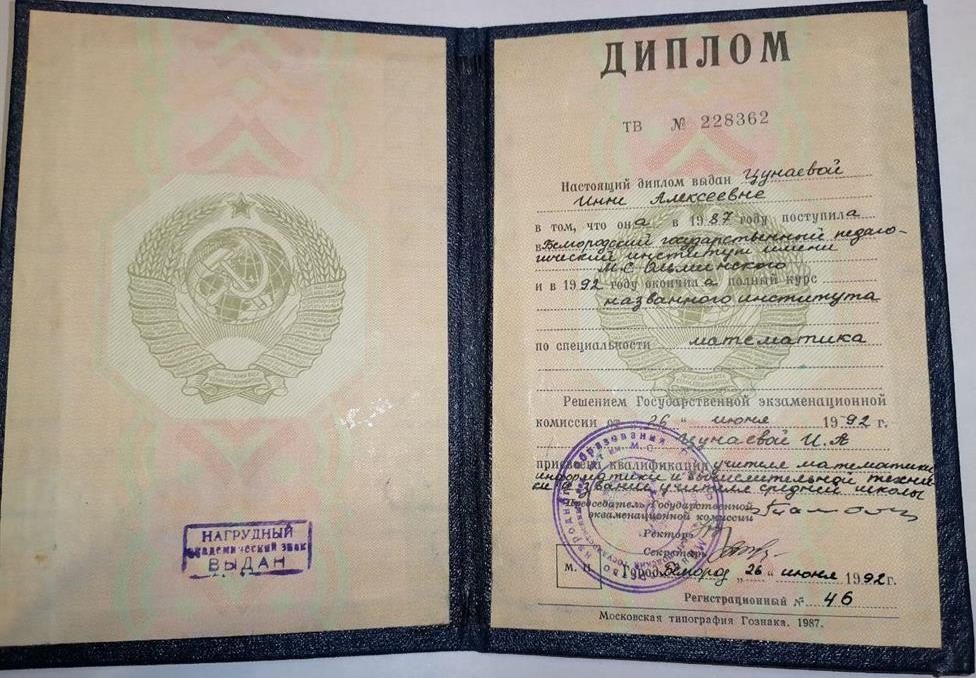 НАГРУДНЫЙ
академический знак
ВЫДАН
ДИПЛОМ
ТВ № 228362
Настоящий диплом выдан Цунаевой
Инне Алексеевне
в том, что она в 1987 году поступила
в Белгородский государственный педаго-
гический институт имени
М.С. Ольминского
и в 1992 году окончила полный курс
названного института
по специальности математика
Решением Государственной экзаменационной
комиссии от 26 „ июня 1992 г.
Цунаевой И.А
присвоена квалификация учителя математики
информатики и вычислительной техни
ки и звание учителя средней школы
Председатель Государственной
экзаменационной комиссии
Ректор
Секретарь
М. П. Город Белгород „ 26 “ июня 1992 г.
Регистрационный № 46
Московская типография Гознака. 1987.